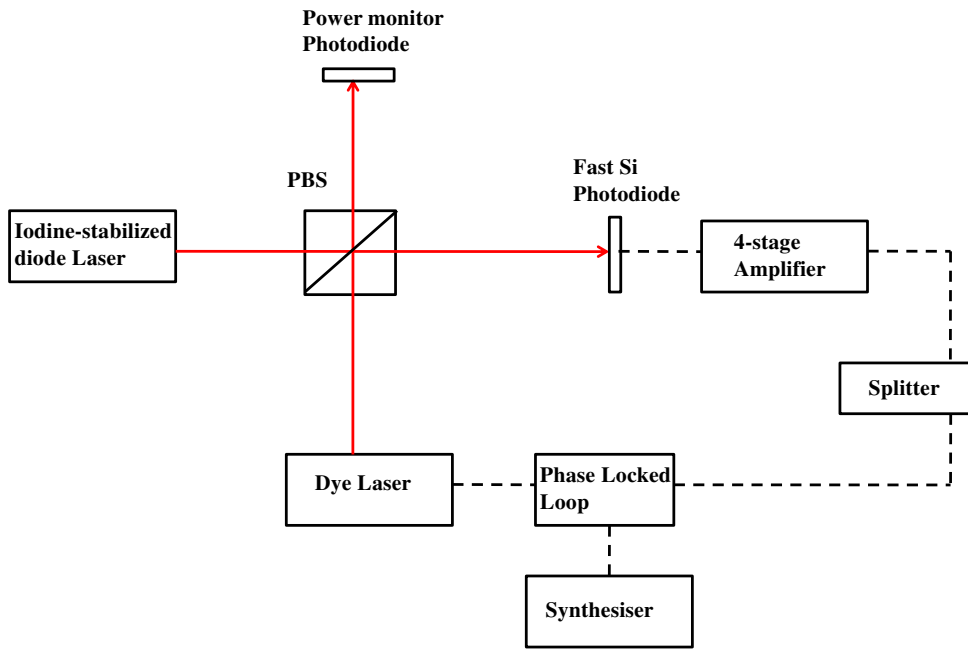 Power monitor
Photodiode
PBS
Fast Si
Photodiode
Iodine-stabilized
diode Laser
4-stage
Amplifier
Splitter
Dye Laser
Phase Locked
Loop
Synthesiser